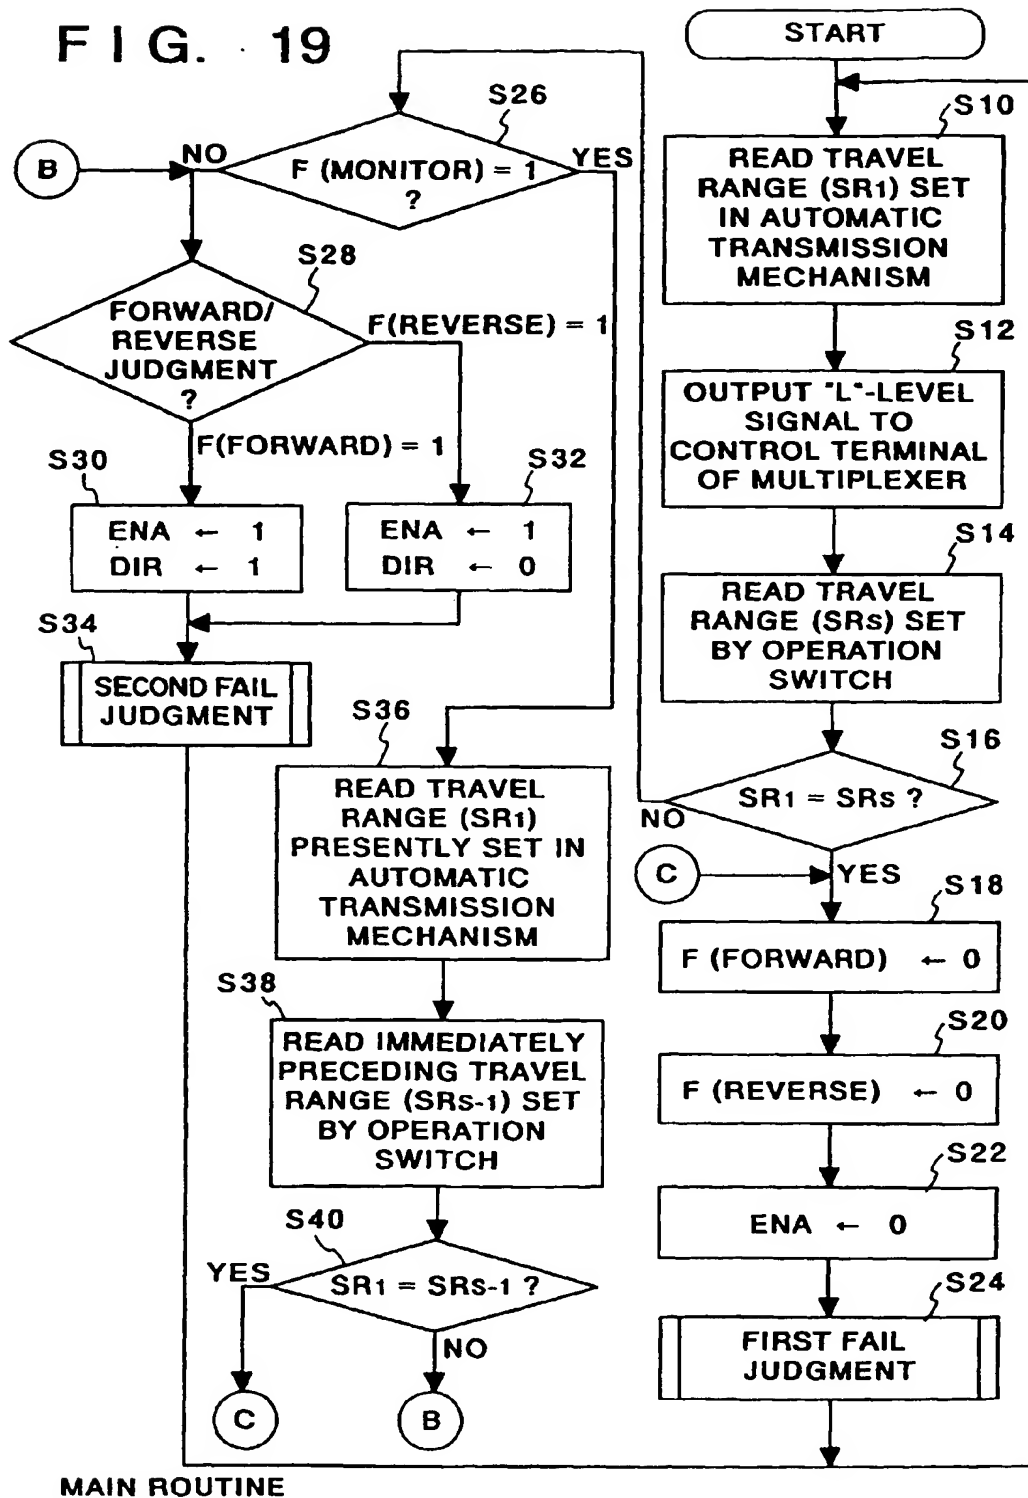 FIG. 19
START
S10
READ TRAVEL
RANGE (SR1) SET
IN AUTOMATIC
TRANSMISSION
MECHANISM
S12
OUTPUT "L"-LEVEL
SIGNAL TO
CONTROL TERMINAL
OF MULTIPLEXER
S14
READ TRAVEL
RANGE (SRS) SET
BY OPERATION
SWITCH
S16
SR1 = SRS ?
NO
YES
C
S18
F (FORWARD) ← 0
S20
F (REVERSE) ← 0
S22
ENA ← 0
S24
FIRST FAIL
JUDGMENT
S26
F (MONITOR) = 1
?
NO
YES
B
S28
FORWARD/
REVERSE
JUDGMENT
?
F(REVERSE) = 1
F(FORWARD) = 1
S30
ENA ← 1
DIR ← 1
S32
ENA ← 1
DIR ← 0
S34
SECOND FAIL
JUDGMENT
S36
READ TRAVEL
RANGE (SR1)
PRESENTLY SET IN
AUTOMATIC
TRANSMISSION
MECHANISM
S38
READ IMMEDIATELY
PRECEDING TRAVEL
RANGE (SRS-1) SET
BY OPERATION
SWITCH
S40
SR1 = SRS-1 ?
YES
NO
C
B
MAIN ROUTINE